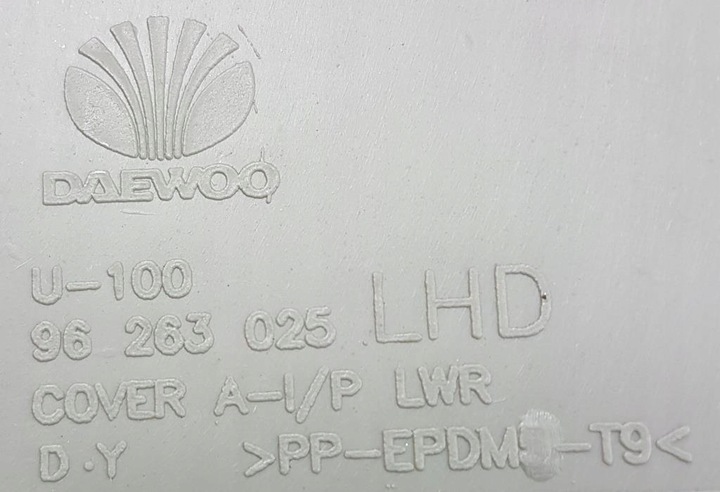 DAEWOO
U-100
96 263 025 LHD
COVER A-I/P LWR
D.Y >PP-EPDM -T9<